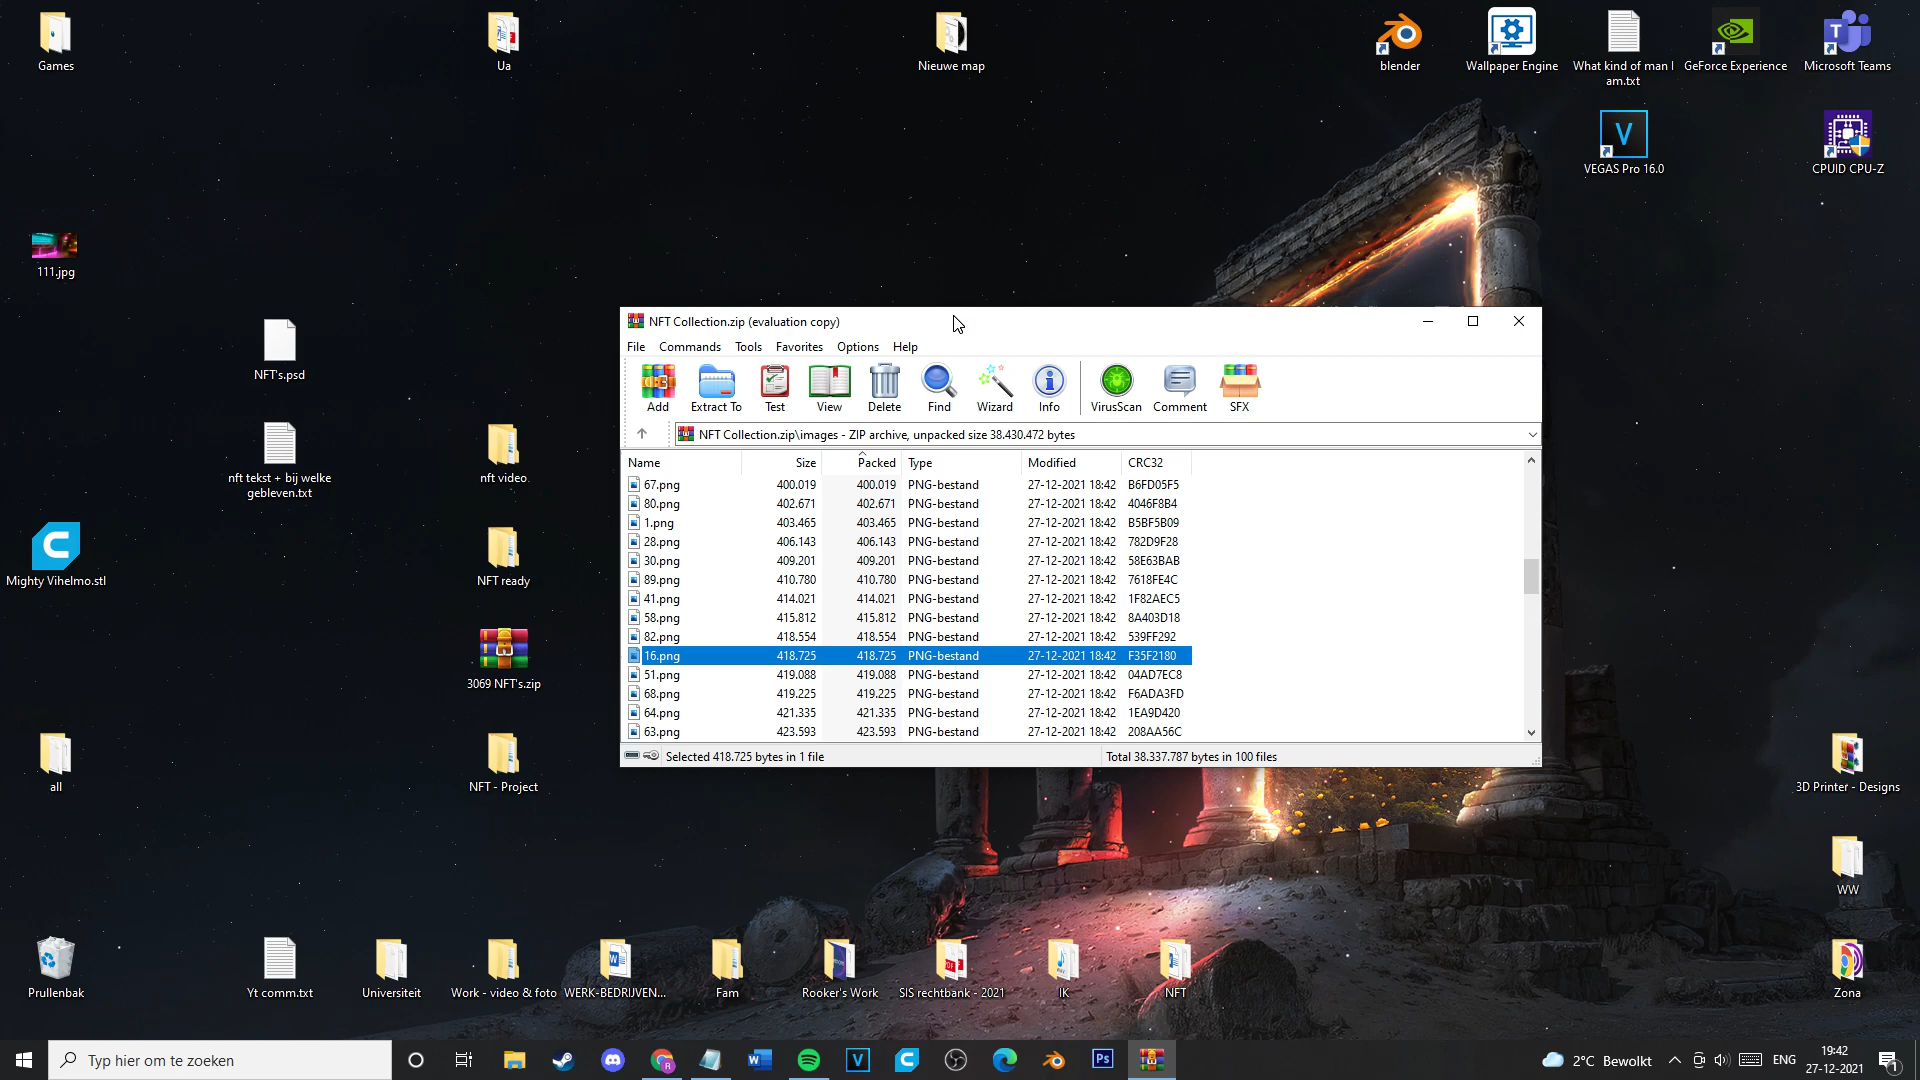 Games
Ua
Nieuwe map
blender
Wallpaper Engine
What kind of man I
am.txt
GeForce Experience
Microsoft Teams
VEGAS Pro 16.0
CPUID CPU-Z
111.jpg
NFT's.psd
nft tekst + bij welke
gebleven.txt
nft video
Mighty Vihelmo.stl
NFT ready
3069 NFT's.zip
all
NFT - Project
NFT Collection.zip (evaluation copy)
File Commands Tools Favorites Options Help
Add Extract To Test View Delete Find Wizard Info VirusScan Comment SFX
NFT Collection.zip\images - ZIP archive, unpacked size 38.430.472 bytes
Name Size Packed Type Modified CRC32
67.png 400.019 400.019 PNG-bestand 27-12-2021 18:42 B6FD05F5
80.png 402.671 402.671 PNG-bestand 27-12-2021 18:42 4046F8B4
1.png 403.465 403.465 PNG-bestand 27-12-2021 18:42 B5BF5B09
28.png 406.143 406.143 PNG-bestand 27-12-2021 18:42 782D9F28
30.png 409.201 409.201 PNG-bestand 27-12-2021 18:42 58E63BAB
89.png 410.780 410.780 PNG-bestand 27-12-2021 18:42 7618FE4C
41.png 414.021 414.021 PNG-bestand 27-12-2021 18:42 1F82AEC5
58.png 415.812 415.812 PNG-bestand 27-12-2021 18:42 8A403D18
82.png 418.554 418.554 PNG-bestand 27-12-2021 18:42 539FF292
16.png 418.725 418.725 PNG-bestand 27-12-2021 18:42 F35F2180
51.png 419.088 419.088 PNG-bestand 27-12-2021 18:42 04AD7EC8
68.png 419.225 419.225 PNG-bestand 27-12-2021 18:42 F6ADA3FD
64.png 421.335 421.335 PNG-bestand 27-12-2021 18:42 1EA9D420
63.png 423.593 423.593 PNG-bestand 27-12-2021 18:42 208AA56C
Selected 418.725 bytes in 1 file
Total 38.337.787 bytes in 100 files
3D Printer - Designs
WW
Prullenbak
Yt comm.txt
Universiteit
Work - video & foto
WERK-BEDRIJVEN...
Fam
Rooker's Work
SIS rechtbank - 2021
IK
NFT
Zona
Typ hier om te zoeken
2°C Bewolkt
ENG
19:42
27-12-2021
1